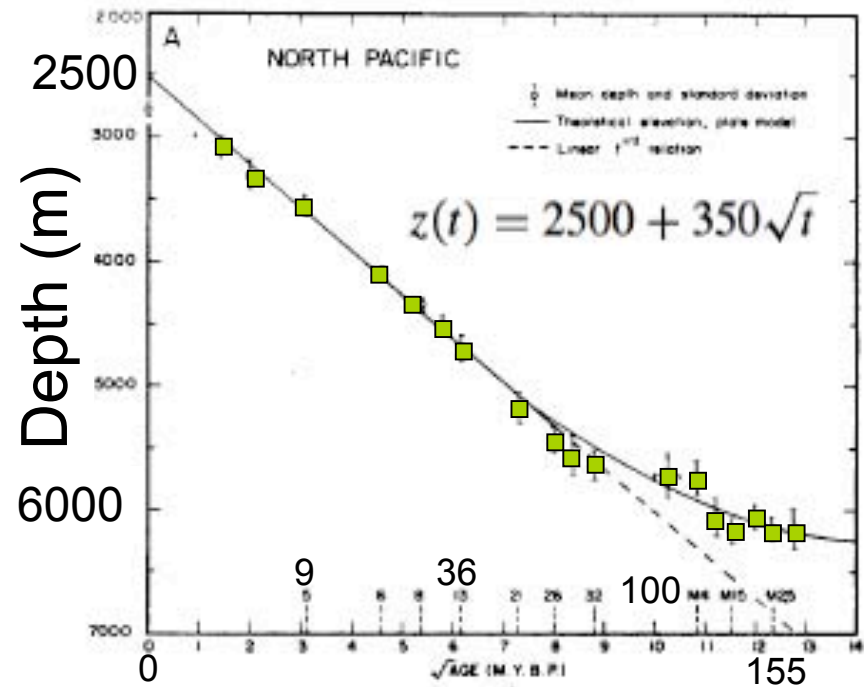 2000
A
NORTH PACIFIC
2500
Mean depth and standard deviation
Theoretical elevation, plate model
Linear t^{1/2} relation
3000
z(t) = 2500 + 350√t
4000
Depth (m)
5000
6000
9 36 100
5 6 8 13 21 26 32 M4 M15 M25
7000
0 1 2 3 4 5 6 7 8 9 10 11 12 13 14
0 √AGE (M.Y.B.P.) 155